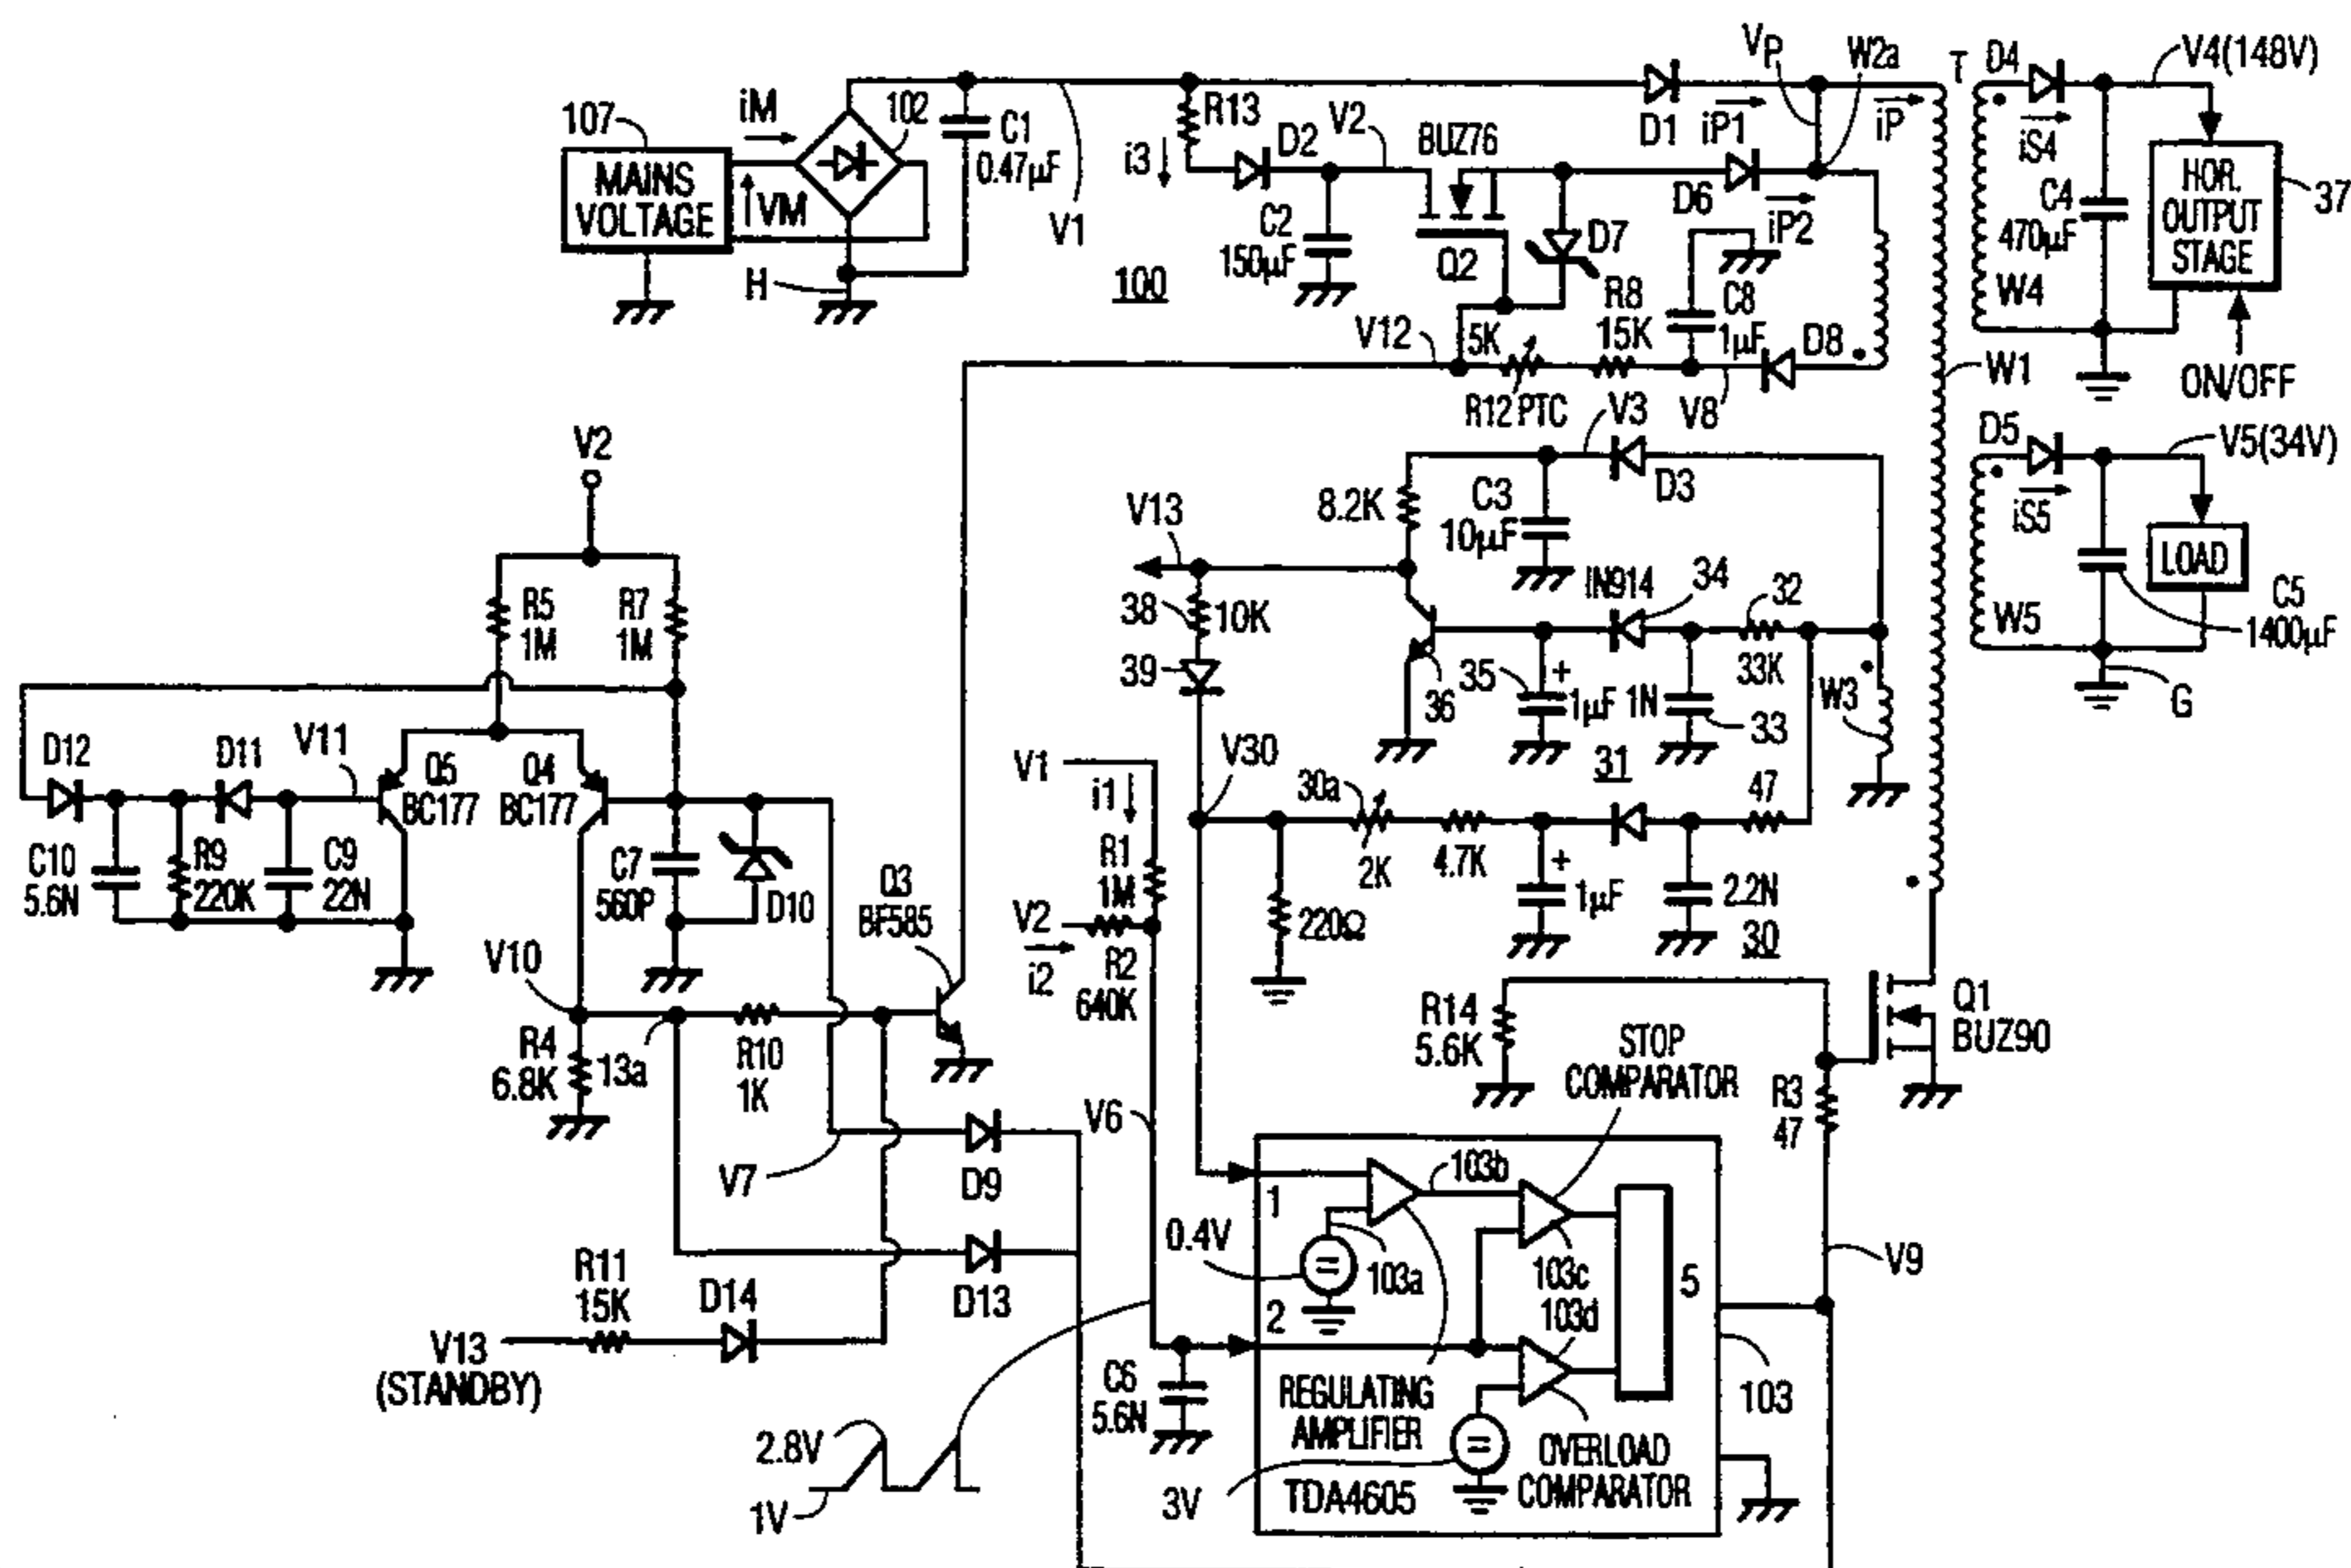 107
MAINS
VOLTAGE
iM
VM
102
H
C1
0.47µF
V1
R13
i3
D2
V2
C2
150µF
100
BUZ76
Q2
D7
D1
iP1
VP
W2a
iP
D6
iP2
T
D4
V4(148V)
iS4
C4
470µF
W4
HOR.
OUTPUT
STAGE
37
ON/OFF
V12
5K
R12 PTC
R8
15K
C8
1µF
D8
V8
W1
V3
D3
C3
10µF
8.2K
V13
38
10K
39
36
IN914
34
32
33K
35
+
1µF
1N
33
31
W3
D5
V5(34V)
iS5
LOAD
W5
C5
1400µF
G
V2
R5
1M
R7
1M
D12
D11
V11
Q5
BC177
Q4
BC177
C10
5.6N
R9
220K
C9
22N
C7
560P
D10
Q3
BF585
V1
i1
R1
1M
V2
i2
R2
640K
V30
30a
2K
4.7K
47
220Ω
+
1µF
2.2N
30
V10
R4
6.8K
13a
R10
1K
V7
D9
D13
R11
15K
D14
V13
(STANDBY)
V6
R14
5.6K
STOP
COMPARATOR
Q1
BUZ90
R3
47
V9
1
103b
0.4V
103a
103c
2
103d
5
103
C6
5.6N
REGULATING
AMPLIFIER
OVERLOAD
COMPARATOR
TDA4605
3V
2.8V
1V